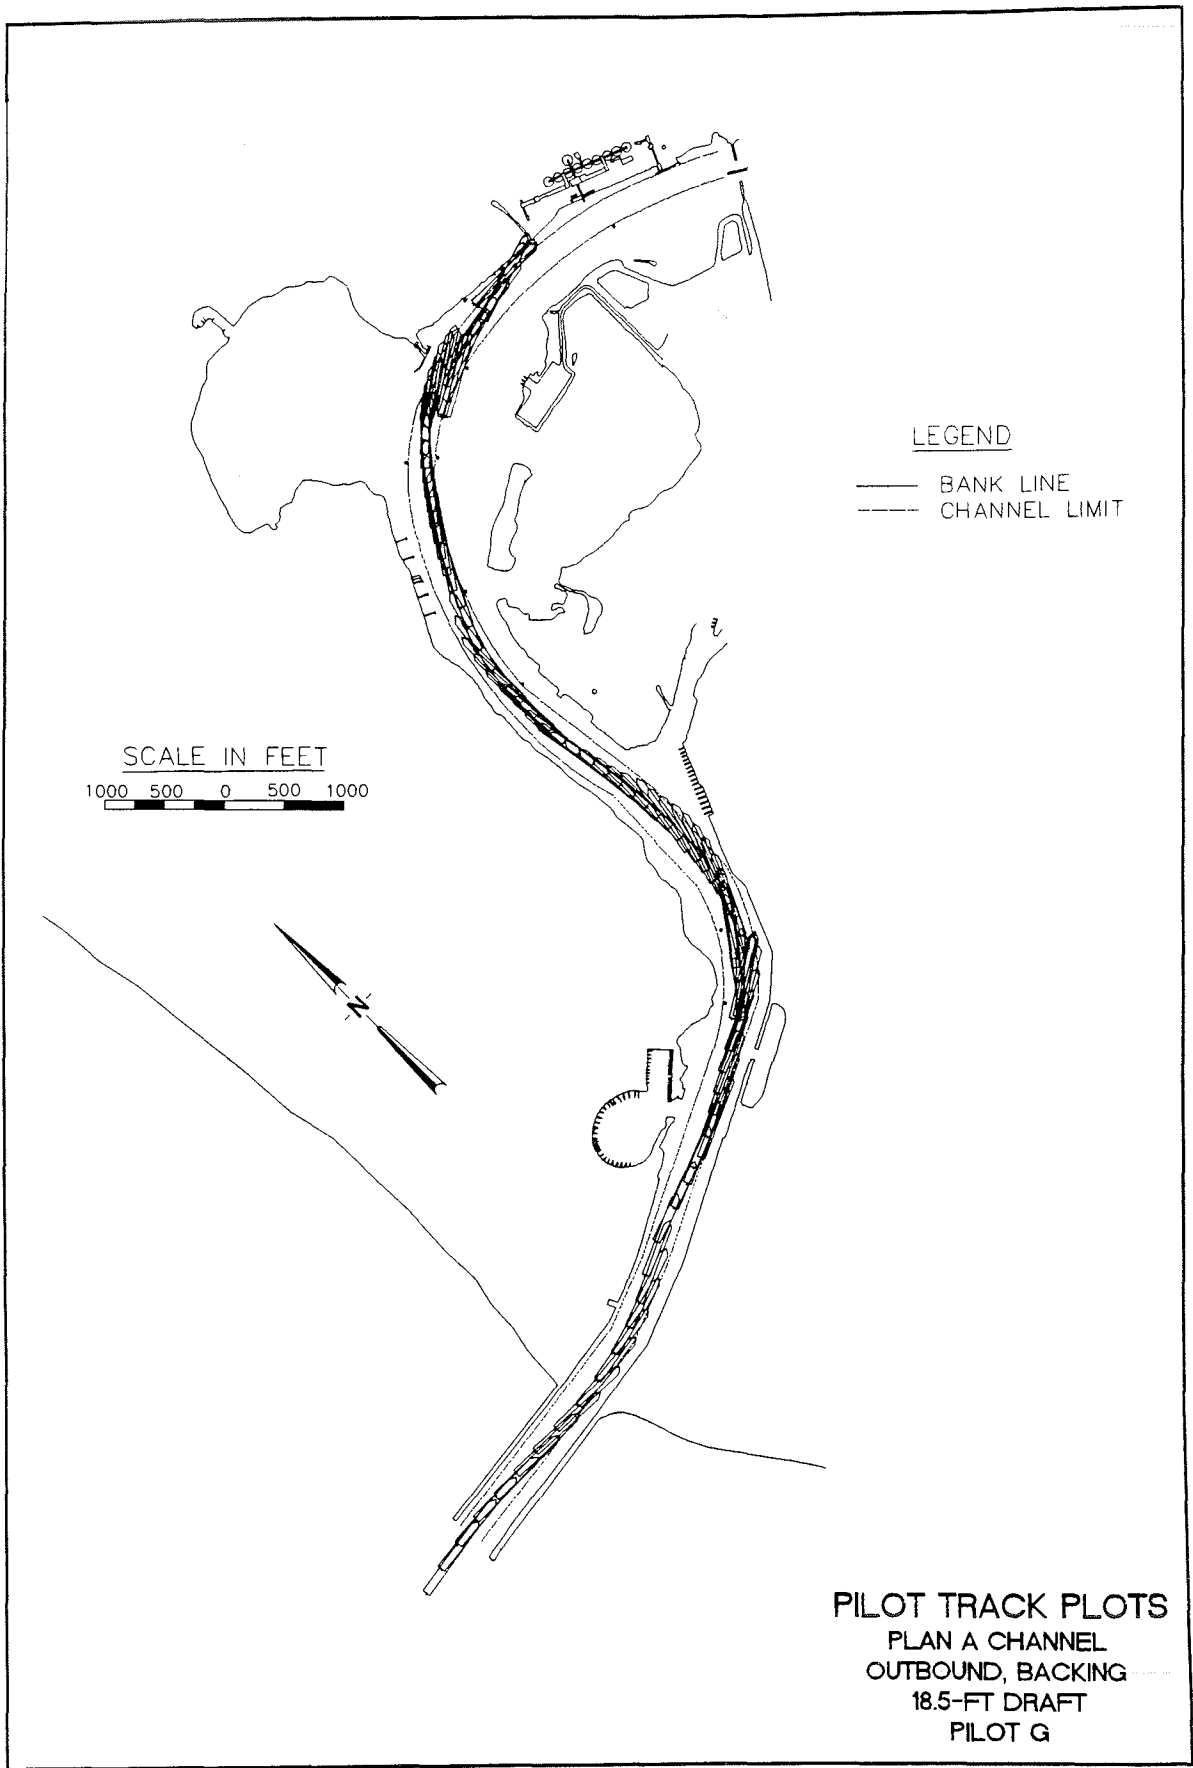 LEGEND
BANK LINE
CHANNEL LIMIT
SCALE IN FEET
1000 500 0 500 1000
N
PILOT TRACK PLOTS
PLAN A CHANNEL
OUTBOUND, BACKING
18.5-FT DRAFT
PILOT G